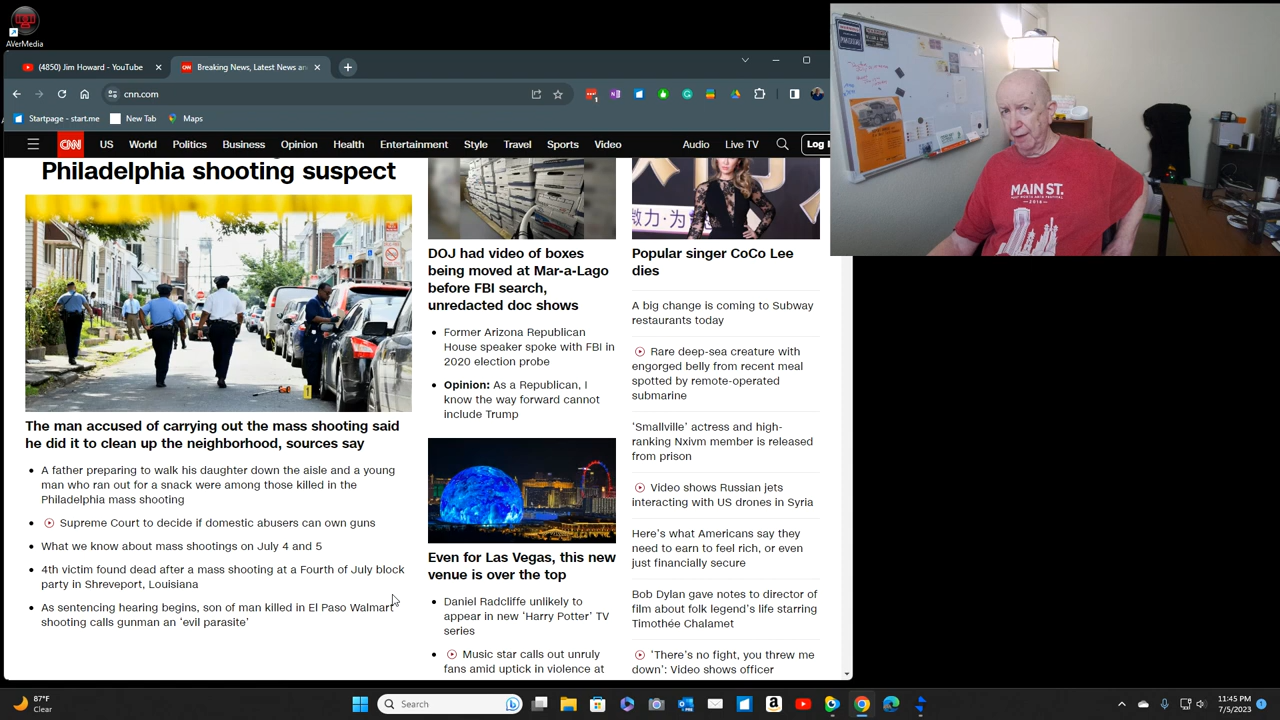 AVerMedia
(4850) Jim Howard - YouTube
Breaking News, Latest News an
cnn.com
Startpage - start.me
New Tab
Maps
CNN
US
World
Politics
Business
Opinion
Health
Entertainment
Style
Travel
Sports
Video
Audio
Live TV
Log I
Philadelphia shooting suspect
The man accused of carrying out the mass shooting said
he did it to clean up the neighborhood, sources say
A father preparing to walk his daughter down the aisle and a young
man who ran out for a snack were among those killed in the
Philadelphia mass shooting
Supreme Court to decide if domestic abusers can own guns
What we know about mass shootings on July 4 and 5
4th victim found dead after a mass shooting at a Fourth of July block
party in Shreveport, Louisiana
As sentencing hearing begins, son of man killed in El Paso Walmart
shooting calls gunman an ‘evil parasite’
DOJ had video of boxes
being moved at Mar-a-Lago
before FBI search,
unredacted doc shows
Former Arizona Republican
House speaker spoke with FBI in
2020 election probe
Opinion: As a Republican, I
know the way forward cannot
include Trump
Even for Las Vegas, this new
venue is over the top
Daniel Radcliffe unlikely to
appear in new ‘Harry Potter’ TV
series
Music star calls out unruly
fans amid uptick in violence at
微力·为
Popular singer CoCo Lee
dies
A big change is coming to Subway
restaurants today
Rare deep-sea creature with
engorged belly from recent meal
spotted by remote-operated
submarine
‘Smallville’ actress and high-
ranking Nxivm member is released
from prison
Video shows Russian jets
interacting with US drones in Syria
Here’s what Americans say they
need to earn to feel rich, or even
just financially secure
Bob Dylan gave notes to director of
film about folk legend’s life starring
Timothée Chalamet
‘There’s no fight, you threw me
down’: Video shows officer
MAIN ST.
2016
87°F
Clear
Search
11:45 PM
7/5/2023